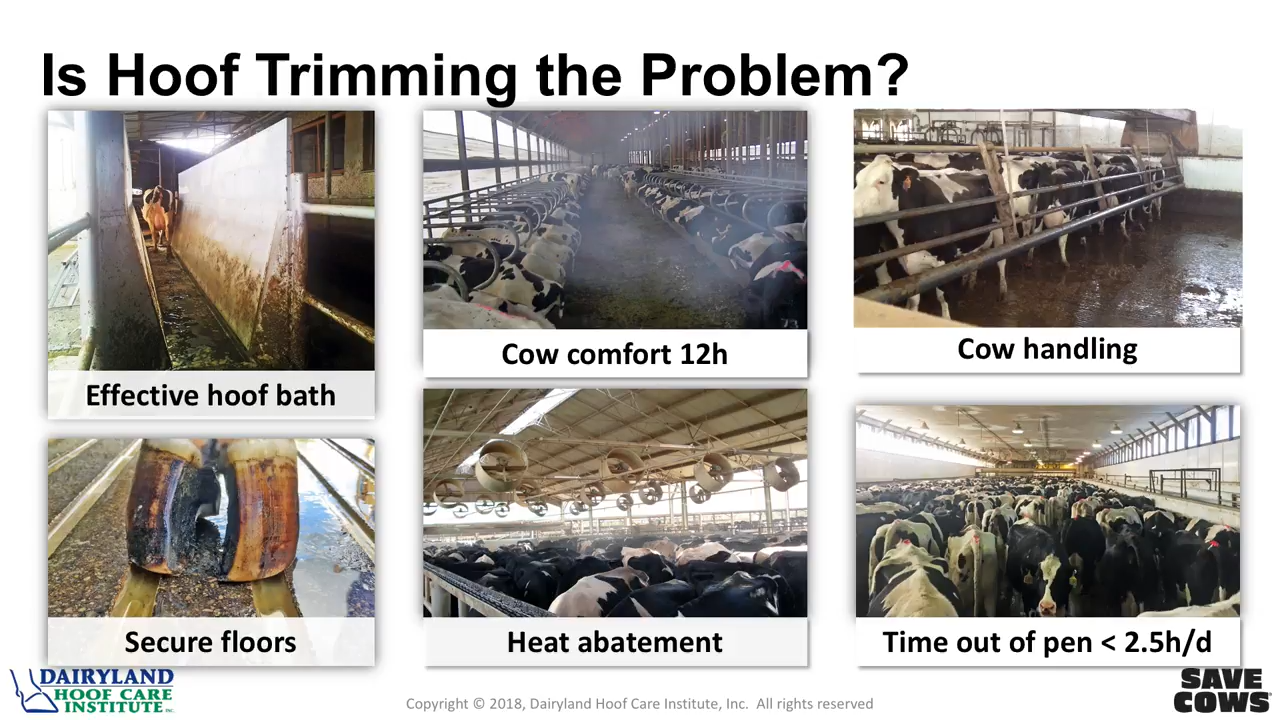 Is Hoof Trimming the Problem?
Effective hoof bath
Cow comfort 12h
Cow handling
Secure floors
Heat abatement
Time out of pen < 2.5h/d
DAIRYLAND
HOOF CARE
INSTITUTE INC.
Copyright © 2018, Dairyland Hoof Care Institute, Inc. All rights reserved
SAVE
COWS